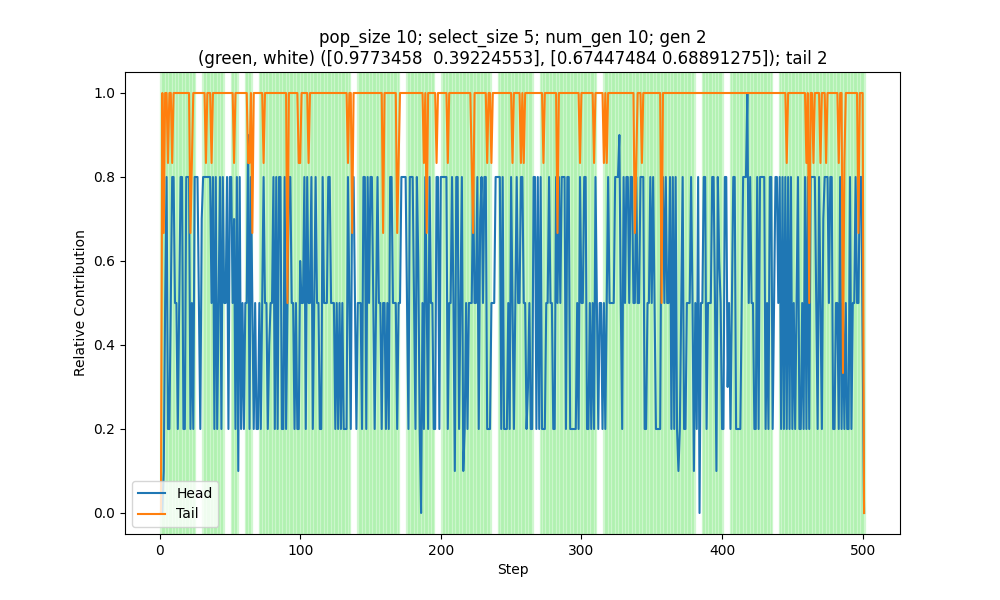 pop_size 10; select_size 5; num_gen 10; gen 2
(green, white) ([0.9773458  0.39224553], [0.67447484 0.68891275]); tail 2
1.0
0.8
0.6
0.4
0.2
0.0
Relative Contribution
Head
Tail
0
100
200
300
400
500
Step